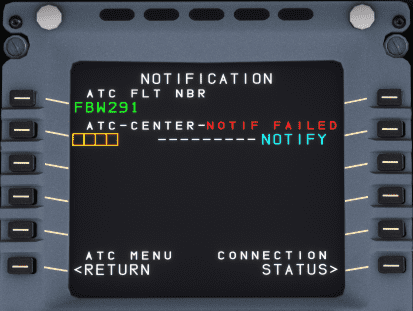 NOTIFICATION
ATC FLT NBR
FBW291
ATC-CENTER-NOTIF FAILED
---------NOTIFY
ATC MENU CONNECTION
<RETURN STATUS>